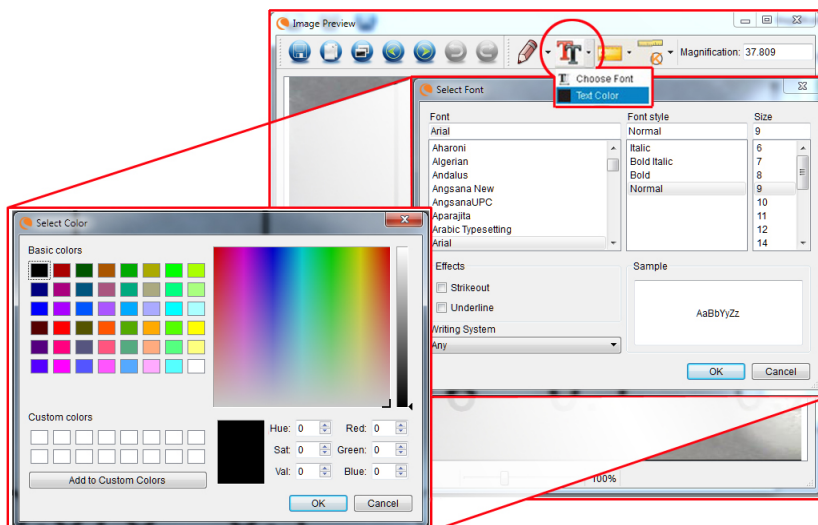 Image Preview
Magnification: 37.809
T Choose Font
Text Color
Select Font
Font
Font style
Size
Arial
Normal
9
Aharoni
Algerian
Andalus
Angsana New
AngsanaUPC
Aparajita
Arabic Typesetting
Arial
Italic
Bold Italic
Bold
Normal
6
7
8
9
10
11
12
14
Effects
Strikeout
Underline
Writing System
Any
Sample
AaBbYyZz
OK
Cancel
100%
Select Color
Basic colors
Custom colors
Add to Custom Colors
Hue: 0
Red: 0
Sat: 0
Green: 0
Val: 0
Blue: 0
OK
Cancel